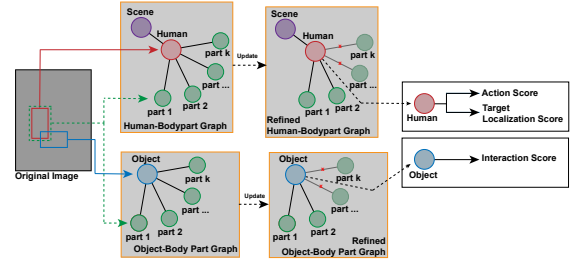 Scene
Human
part k
part ...
part 2
part 1
Human-Bodypart Graph
Update
Scene
Human
part k
part ...
part 2
part 1
Refined
Human-Bodypart Graph
Human
Action Score
Target
Localization Score
Original Image
Object
part k
part ...
part 2
part 1
Object-Body Part Graph
Update
Object
part k
part ...
part 2
part 1
Refined
Object-Body Part Graph
Object
Interaction Score